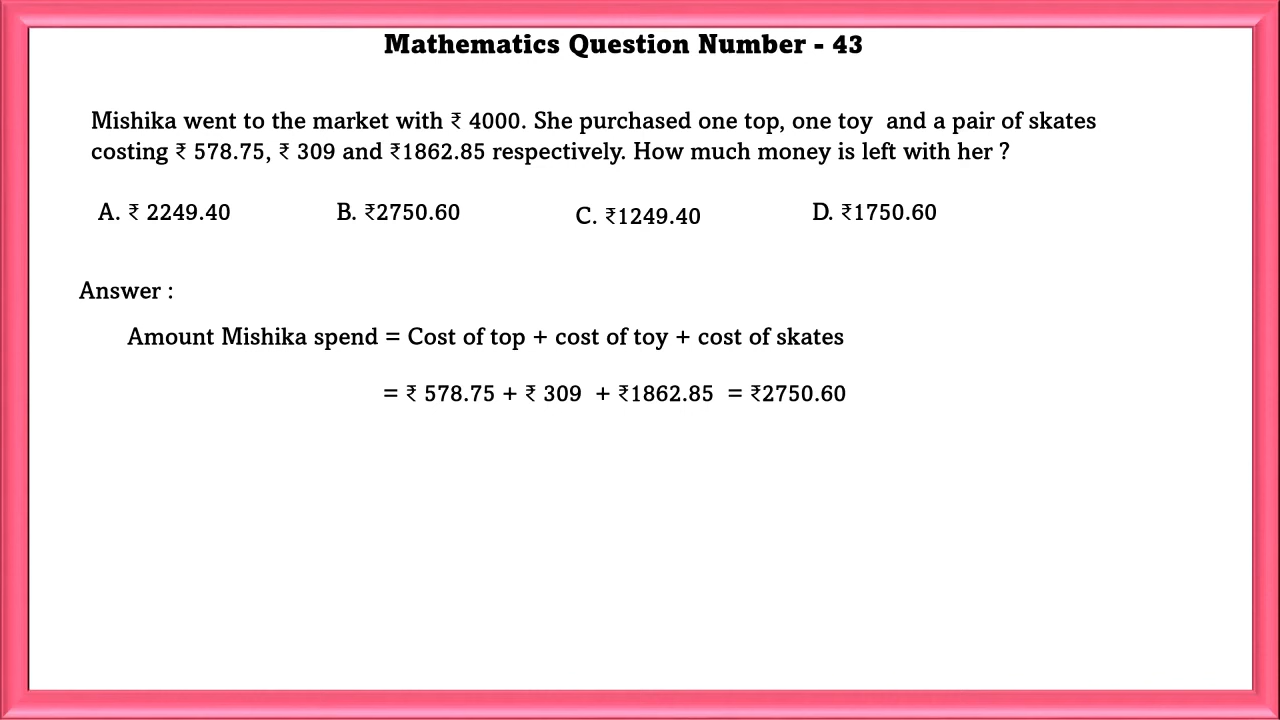 Mathematics Question Number - 43
Mishika went to the market with ₹ 4000. She purchased one top, one toy and a pair of skates
costing ₹ 578.75, ₹ 309 and ₹1862.85 respectively. How much money is left with her ?
A. ₹ 2249.40 B. ₹2750.60 C. ₹1249.40 D. ₹1750.60
Answer :
Amount Mishika spend = Cost of top + cost of toy + cost of skates
= ₹ 578.75 + ₹ 309 + ₹1862.85 = ₹2750.60